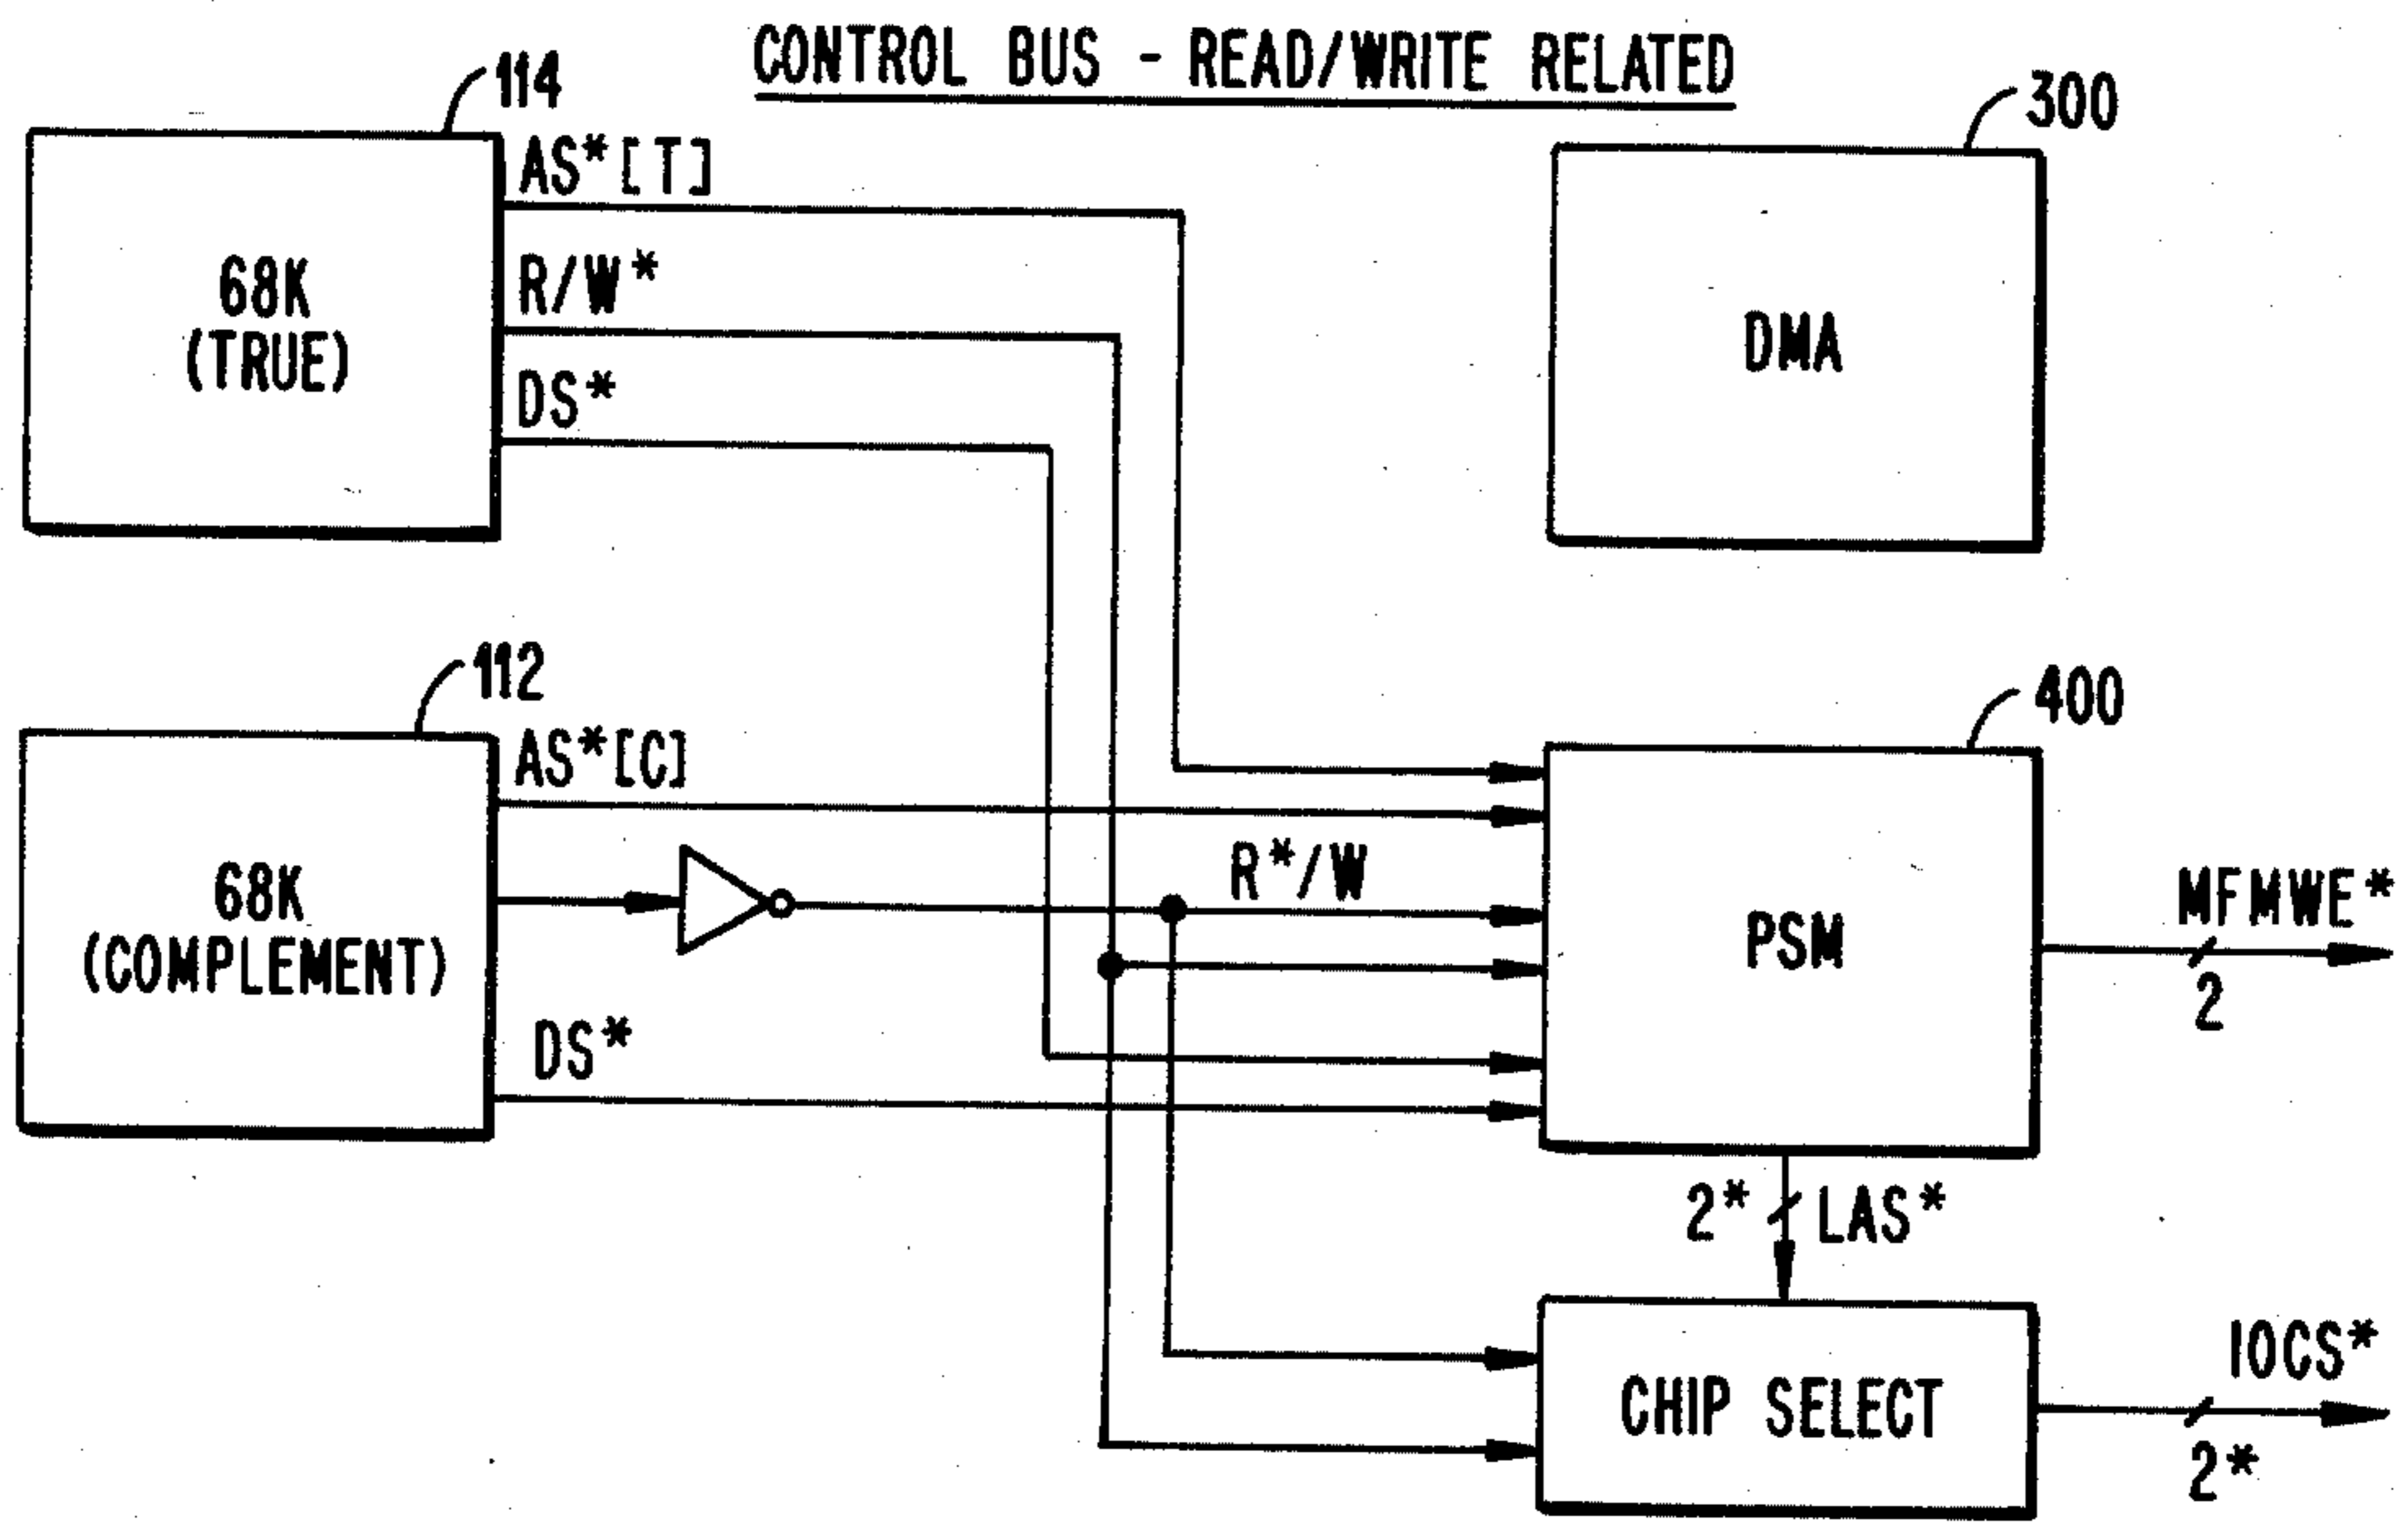 CONTROL BUS - READ/WRITE RELATED
114
300
AS*[T]
R/W*
DS*
68K
(TRUE)
DMA
112
400
AS*[C]
68K
(COMPLEMENT)
R*/W
DS*
PSM
MFMWE*
2
2* LAS*
CHIP SELECT
IOCS*
2*